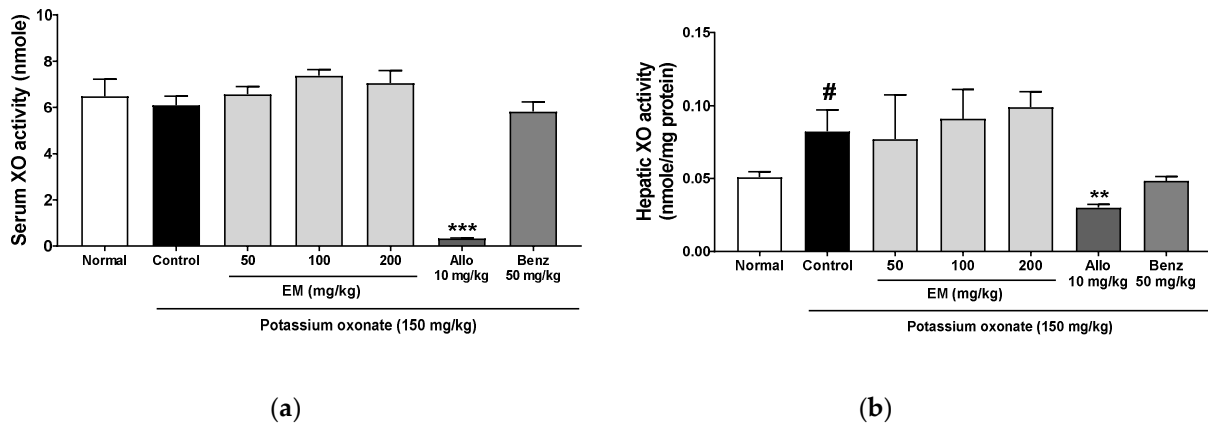 Serum XO activity (nmole)
10
8
6
4
2
0
***
Normal
Control
50
100
200
Allo
10 mg/kg
Benz
50 mg/kg
EM (mg/kg)
Potassium oxonate (150 mg/kg)
(a)
Hepatic XO activity
(nmole/mg protein)
0.15
0.10
0.05
0.00
#
**
Normal
Control
50
100
200
Allo
10 mg/kg
Benz
50 mg/kg
EM (mg/kg)
Potassium oxonate (150 mg/kg)
(b)